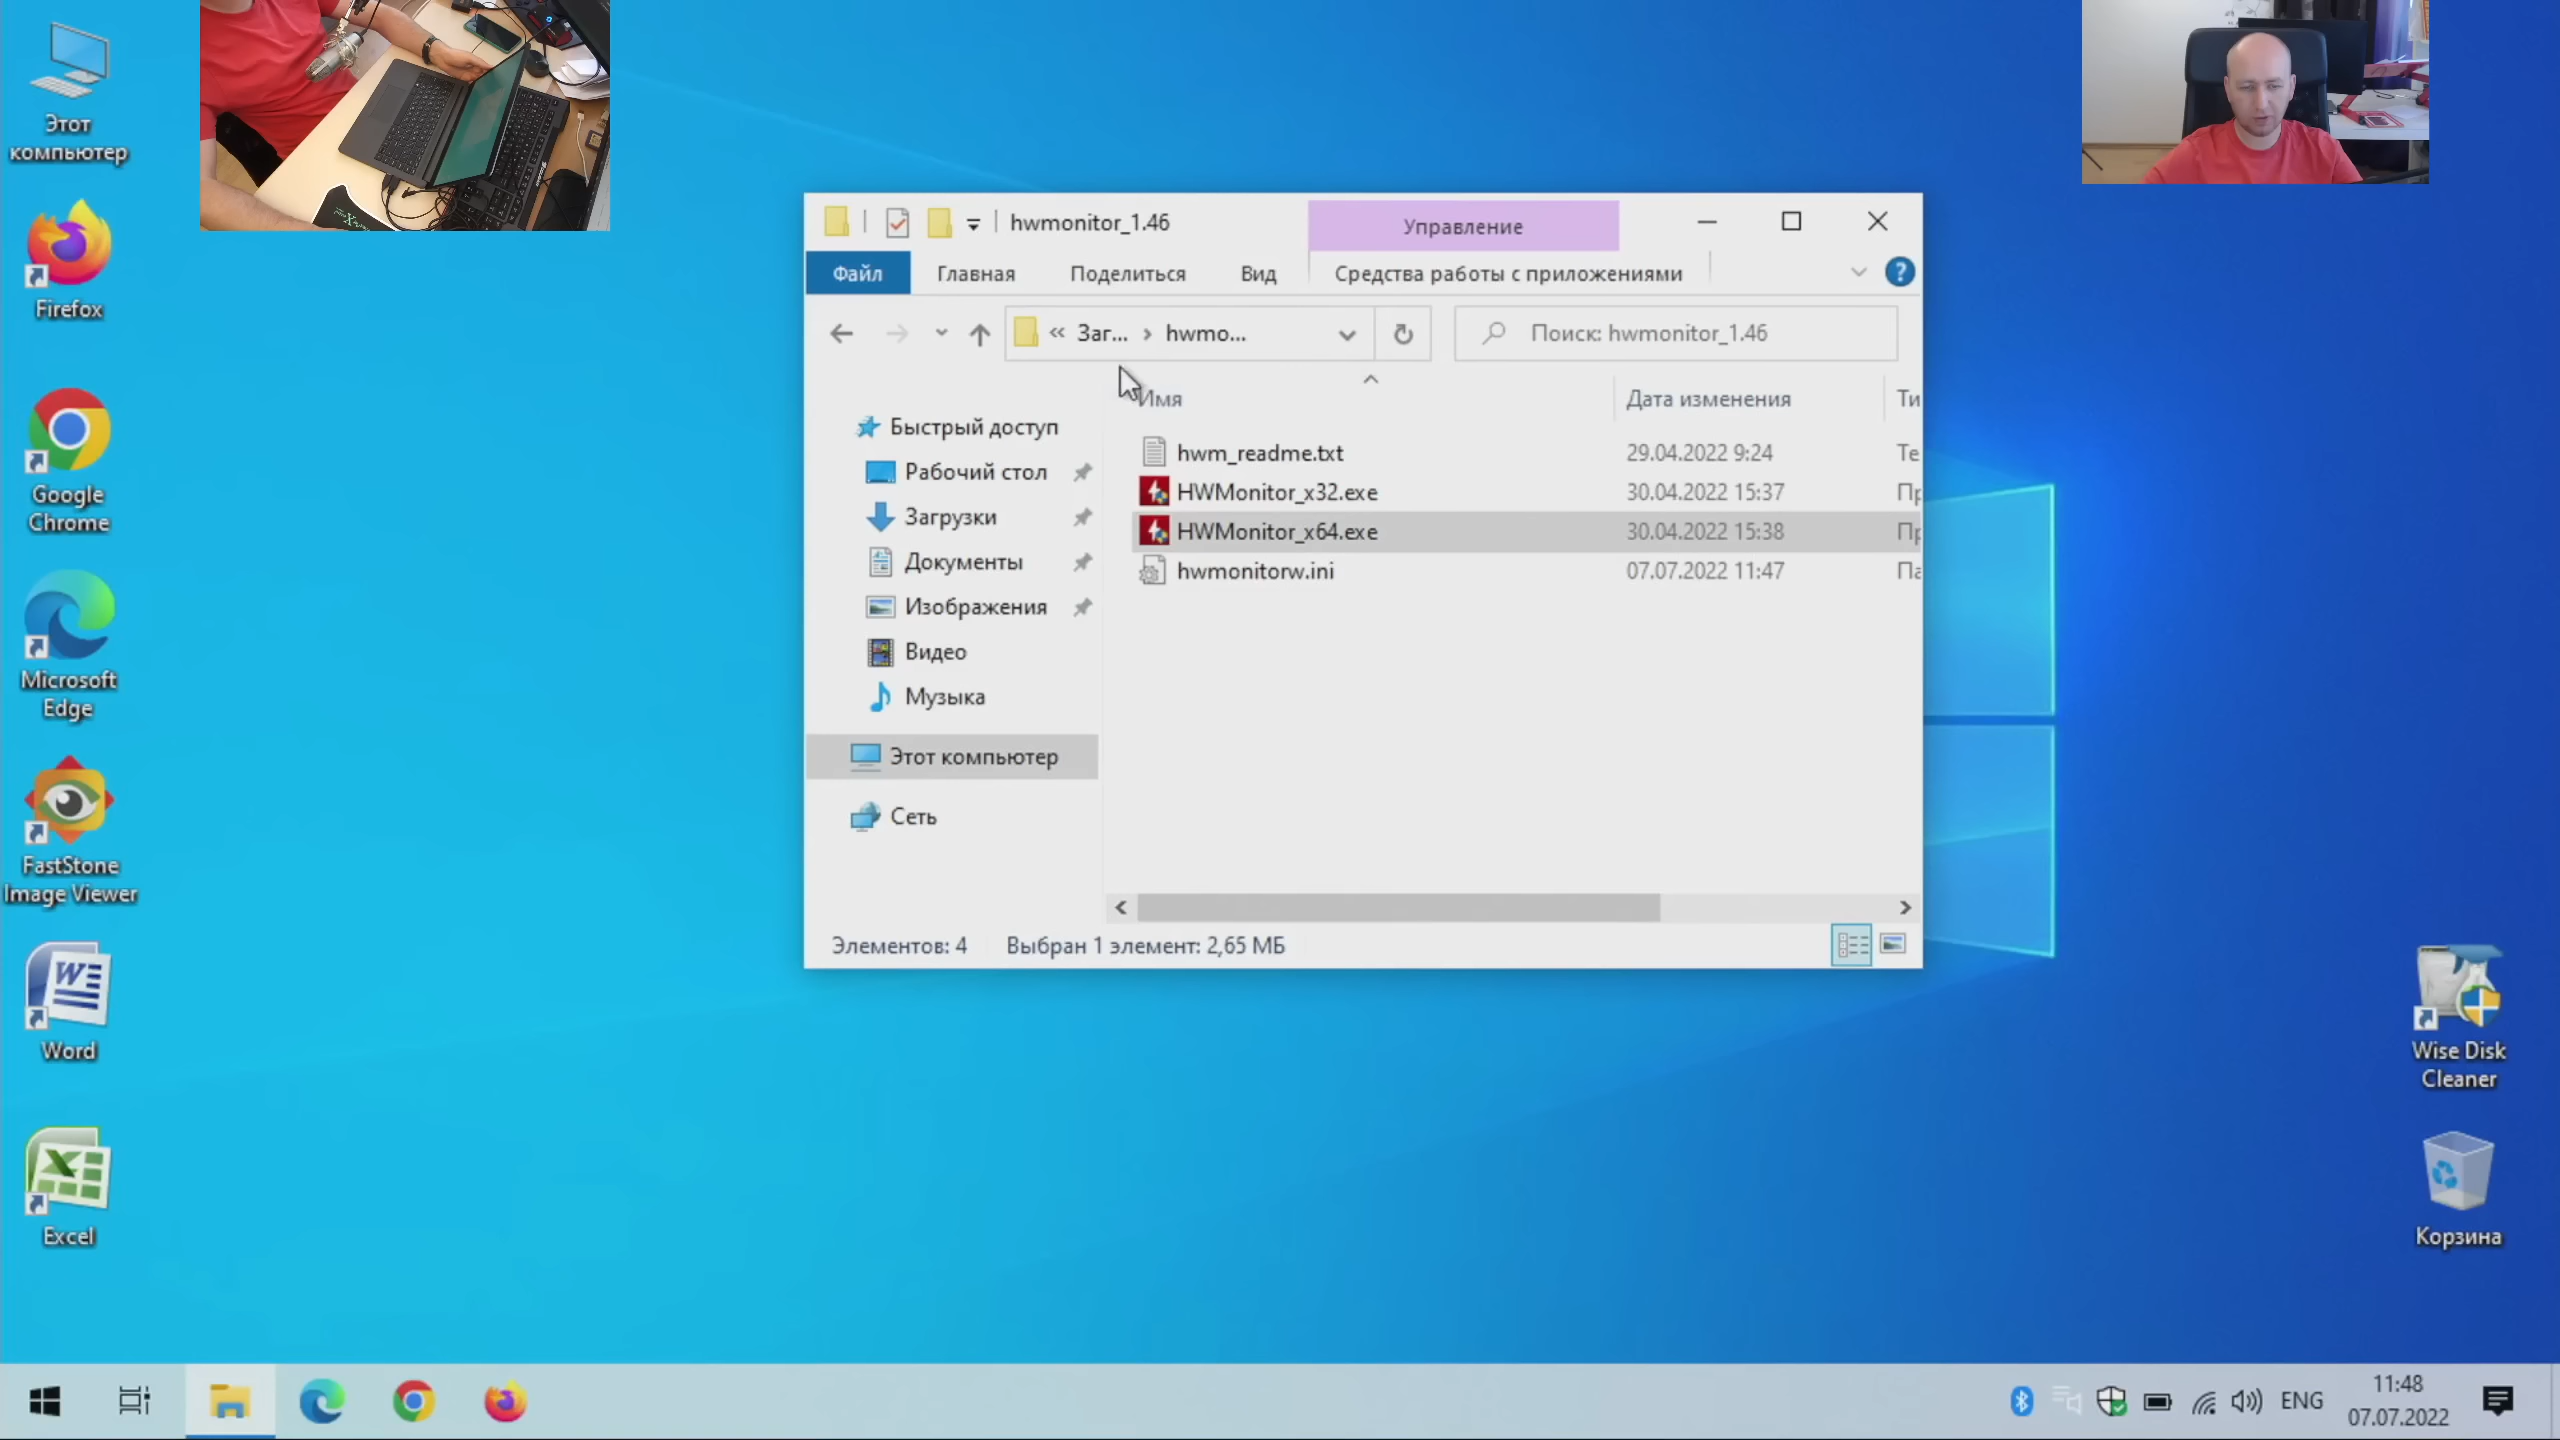 Этот
компьютер
Firefox
Google
Chrome
Microsoft
Edge
FastStone
Image Viewer
Word
Excel
hwmonitor_1.46
Управление
Файл
Главная
Поделиться
Вид
Средства работы с приложениями
« Заг... › hwmo...
Поиск: hwmonitor_1.46
Имя
Дата изменения
Ти
Быстрый доступ
Рабочий стол
Загрузки
Документы
Изображения
Видео
Музыка
Этот компьютер
Сеть
hwm_readme.txt 29.04.2022 9:24 Те
HWMonitor_x32.exe 30.04.2022 15:37 Пр
HWMonitor_x64.exe 30.04.2022 15:38 Пр
hwmonitorw.ini 07.07.2022 11:47 Па
Элементов: 4 Выбран 1 элемент: 2,65 МБ
Wise Disk
Cleaner
Корзина
ENG
11:48
07.07.2022